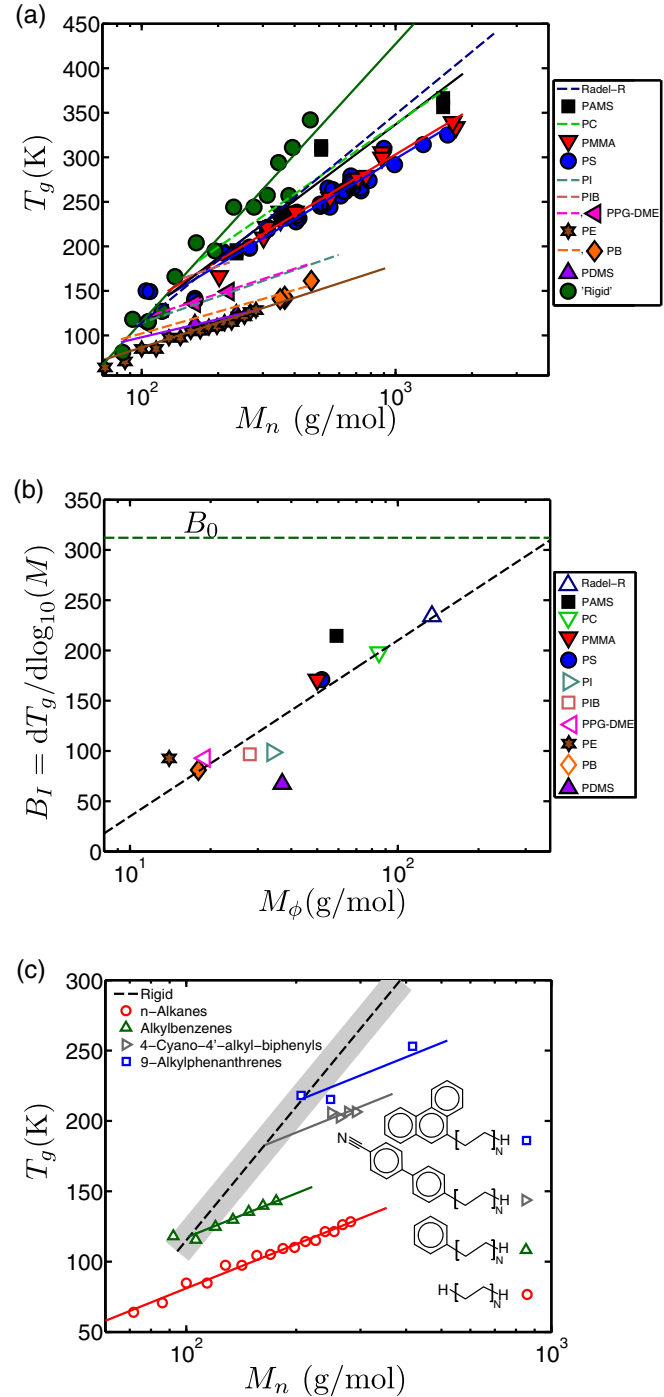 (a)
450
400
350
300
250
200
150
100
T_g(K)
10^2
10^3
M_n (g/mol)
Radel-R
PAMS
PC
PMMA
PS
PI
PIB
PPG-DME
PE
PB
PDMS
'Rigid'
(b)
350
300
250
200
150
100
50
0
B_I = dT_g/dlog_10(M)
B_0
10^1
10^2
M_ϕ(g/mol)
Radel-R
PAMS
PC
PMMA
PS
PI
PIB
PPG-DME
PE
PB
PDMS
(c)
300
250
200
150
100
50
T_g(K)
Rigid
n-Alkanes
Alkylbenzenes
4-Cyano-4'-alkyl-biphenyls
9-Alkylphenanthrenes
[ ]H
N
N
[ ]H
N
[ ]H
N
H [ ]H
N
10^2
10^3
M_n (g/mol)